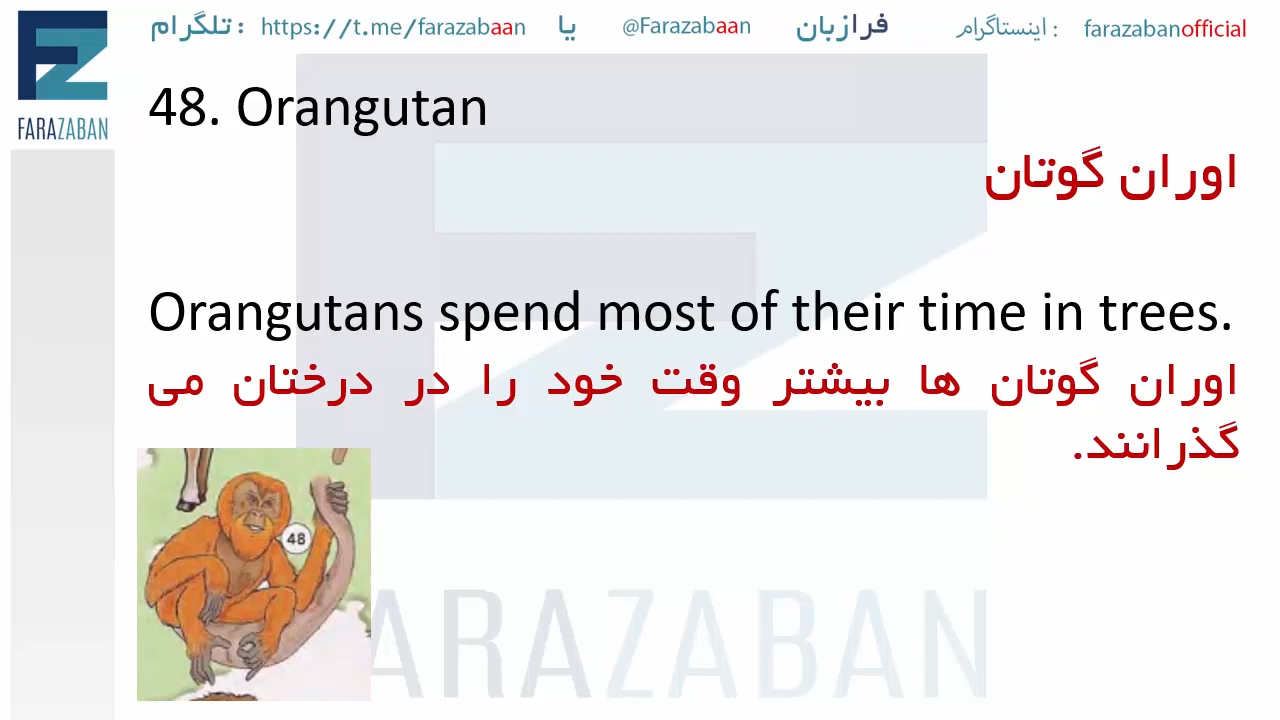 تلگرام : https://t.me/farazabaan یا @Farazabaan فرازبان اینستاگرام : farazabanofficial
FZ
FARAZABAN
48. Orangutan
اوران گوتان
Orangutans spend most of their time in trees.
اوران گوتان ها بیشتر وقت خود را در درختان می
گذرانند.
48
FARAZABAN